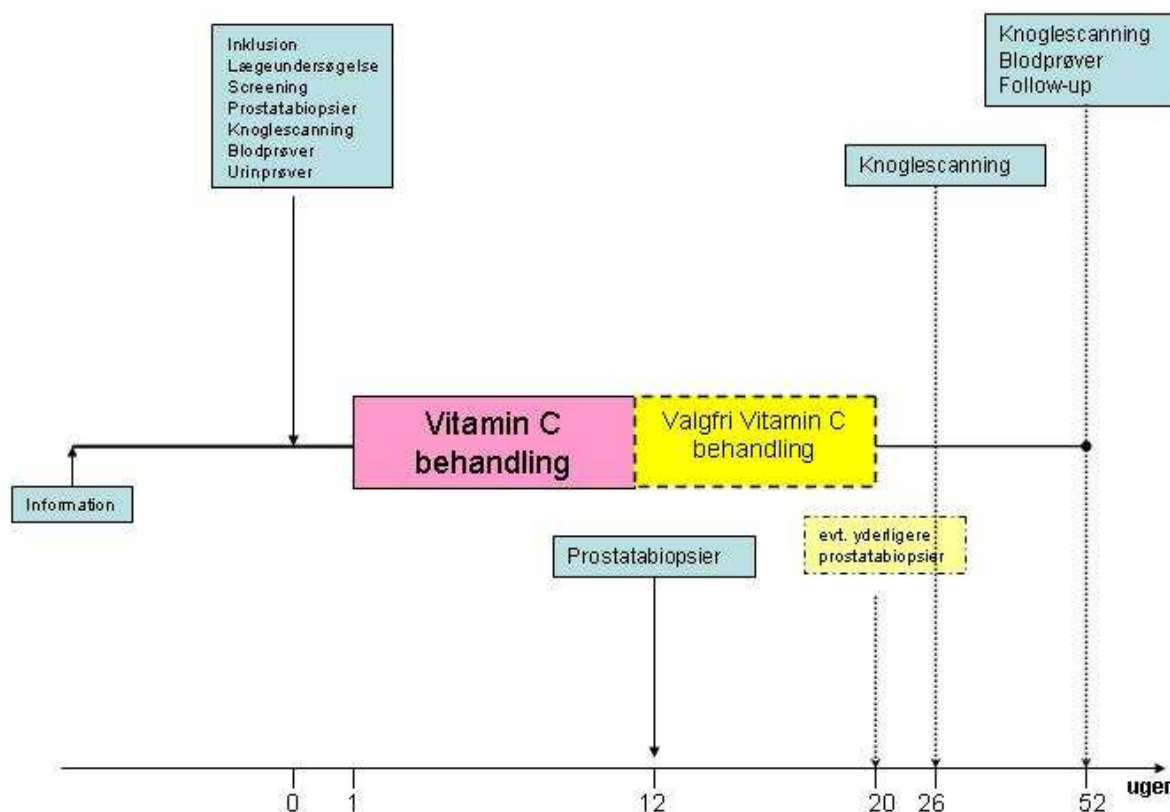 Inklusion
Lægeundersøgelse
Screening
Prostatabiopsier
Knoglescanning
Blodprøver
Urinprøver
Knoglescanning
Blodprøver
Follow-up
Knoglescanning
Vitamin C
behandling
Valgfri Vitamin C
behandling
Information
Prostatabiopsier
evt. yderligere
prostatabiopsier
0 1 12 20 26 52 uger